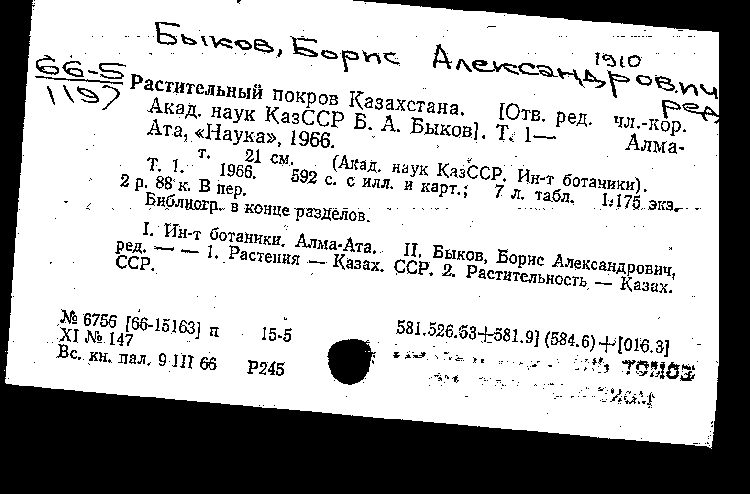 Быков, Борис Александрович, 1910
ред.
66-5
1197
Растительный покров Казахстана. [Отв. ред. чл.-кор.
Акад. наук КазССР Б. А. Быков]. Т. 1— Алма-
Ата, «Наука», 1966.
т. 21 см. (Акад. наук КазССР. Ин-т ботаники).
Т. 1. 1966. 592 с. с илл. и карт.; 7 л. табл. 1.175 экз.
2 р. 88 к. В пер.
Библиогр. в конце разделов.
I. Ин-т ботаники. Алма-Ата. II. Быков, Борис Александрович,
ред. — — 1. Растения — Казах. ССР. 2. Растительность — Казах.
ССР.
№ 6756 [66-15163] п 15-5 581.526.53+581.9] (584.6)+[016.3]
XI № 147
Вс. кн. пал. 9 III 66 Р245